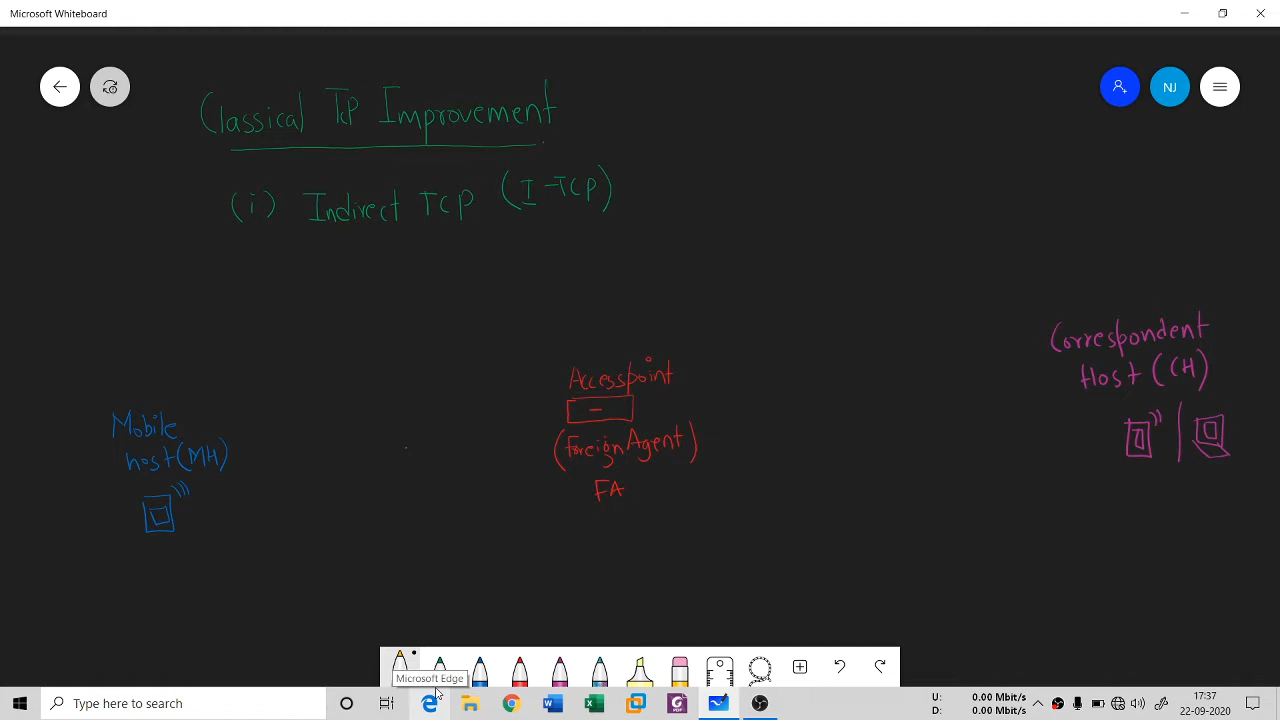 Microsoft Whiteboard
NJ
Classical TCP Improvement
(i) Indirect TCP (I-TCP)
Correspondent
Host (CH)
Accesspoint
(Foreign Agent)
FA
Mobile
host (MH)
Microsoft Edge
Type here to search
U: 0.00 Mbit/s
D: 0.00 Mbit/s
17:37
22-09-2020